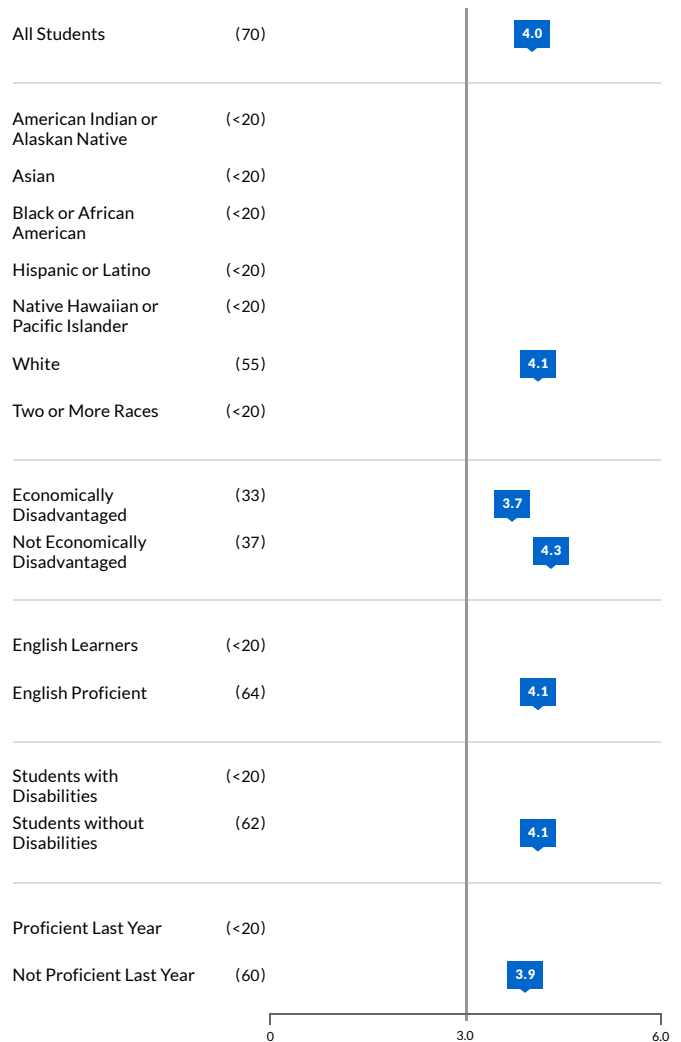 All Students (70) 4.0
American Indian or (<20)
Alaskan Native
Asian (<20)
Black or African (<20)
American
Hispanic or Latino (<20)
Native Hawaiian or (<20)
Pacific Islander
White (55) 4.1
Two or More Races (<20)
Economically (33) 3.7
Disadvantaged
Not Economically (37) 4.3
Disadvantaged
English Learners (<20)
English Proficient (64) 4.1
Students with (<20)
Disabilities
Students without (62) 4.1
Disabilities
Proficient Last Year (<20)
Not Proficient Last Year (60) 3.9
0 3.0 6.0